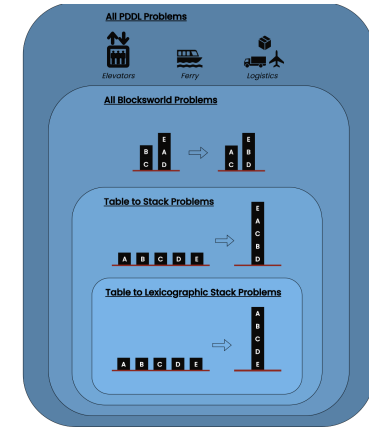 All PDDL Problems
Elevators Ferry Logistics
All Blocksworld Problems
E
B A A B
C D C D
Table to Stack Problems
E
A
C
B
A B C D E D
Table to Lexicographic Stack Problems
A
B
C
D
A B C D E E